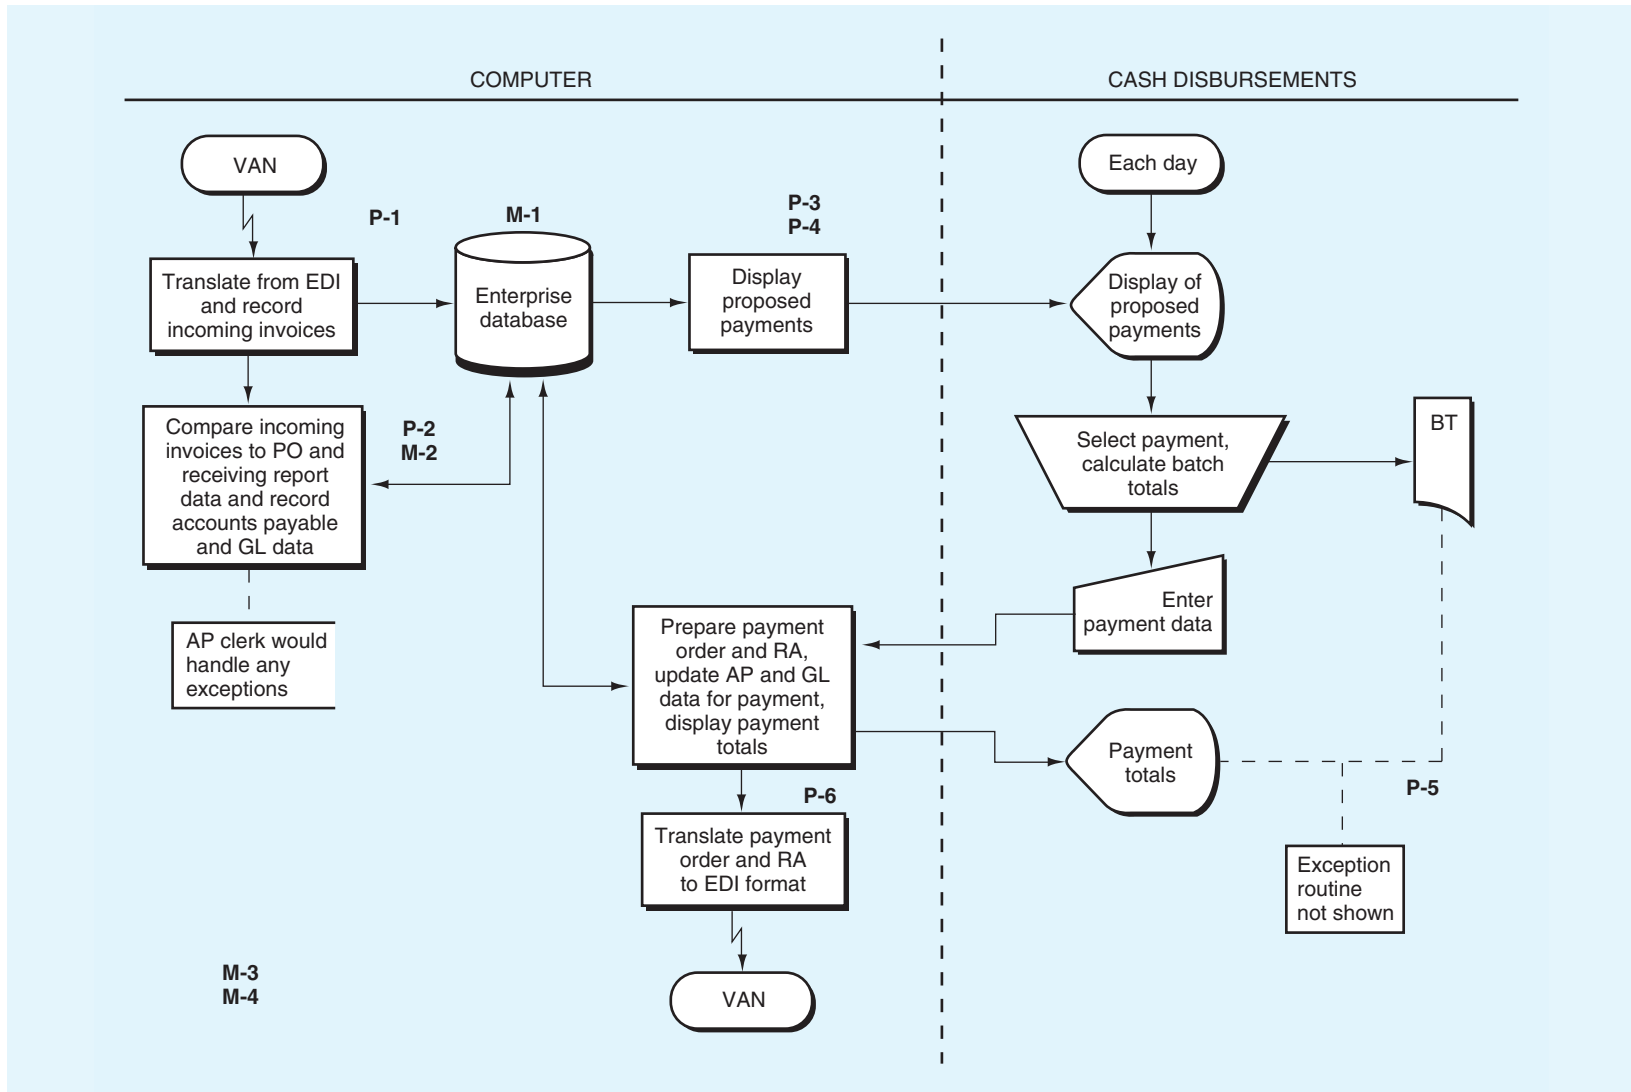 COMPUTER
CASH DISBURSEMENTS
VAN
Each day
P-1
M-1
P-3
P-4
Translate from EDI
and record
incoming invoices
Enterprise
database
Display
proposed
payments
Display of
proposed
payments
Compare incoming
invoices to PO and
receiving report
data and record
accounts payable
and GL data
P-2
M-2
Select payment,
calculate batch
totals
BT
AP clerk would
handle any
exceptions
Prepare payment
order and RA,
update AP and GL
data for payment,
display payment
totals
Enter
payment data
Payment
totals
P-5
P-6
Translate payment
order and RA
to EDI format
Exception
routine
not shown
M-3
M-4
VAN